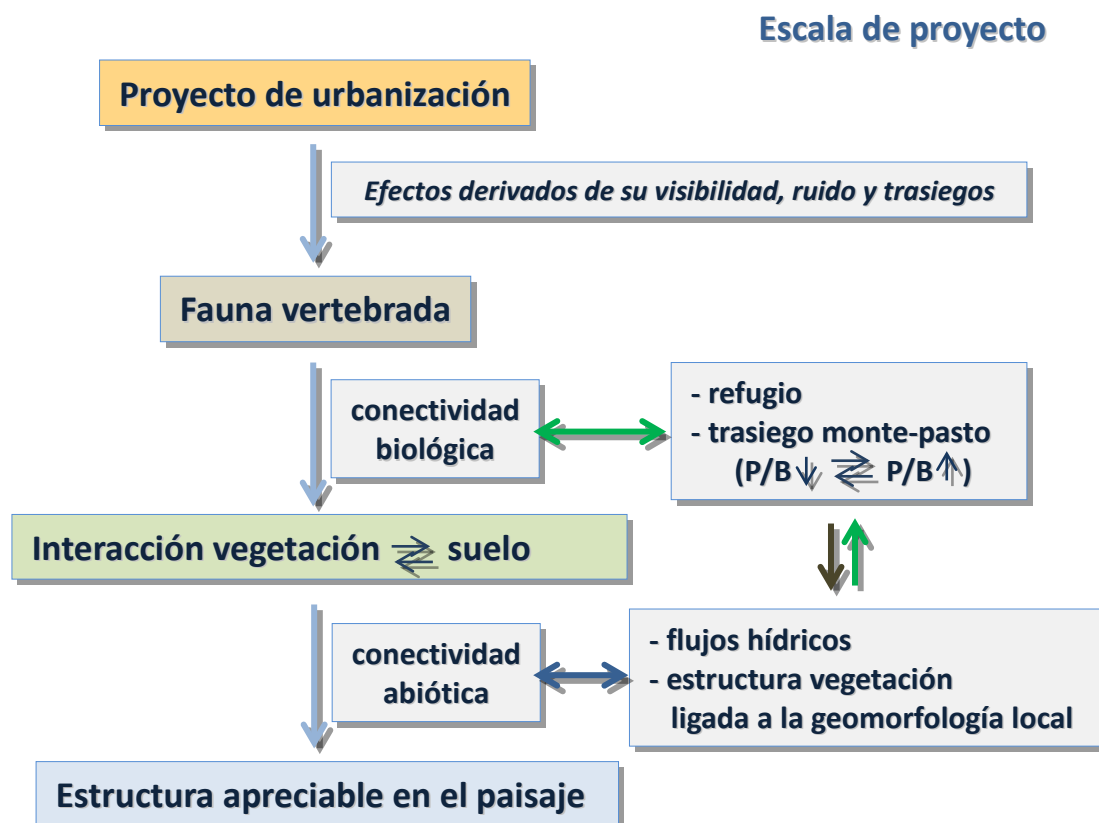 Escala de proyecto
Proyecto de urbanización
Efectos derivados de su visibilidad, ruido y trasiegos
Fauna vertebrada
conectividad
biológica
- refugio
- trasiego monte-pasto
(P/B ↓ ⇄ P/B ↑)
Interacción vegetación ⇄ suelo
conectividad
abiótica
- flujos hídricos
- estructura vegetación
ligada a la geomorfología local
Estructura apreciable en el paisaje